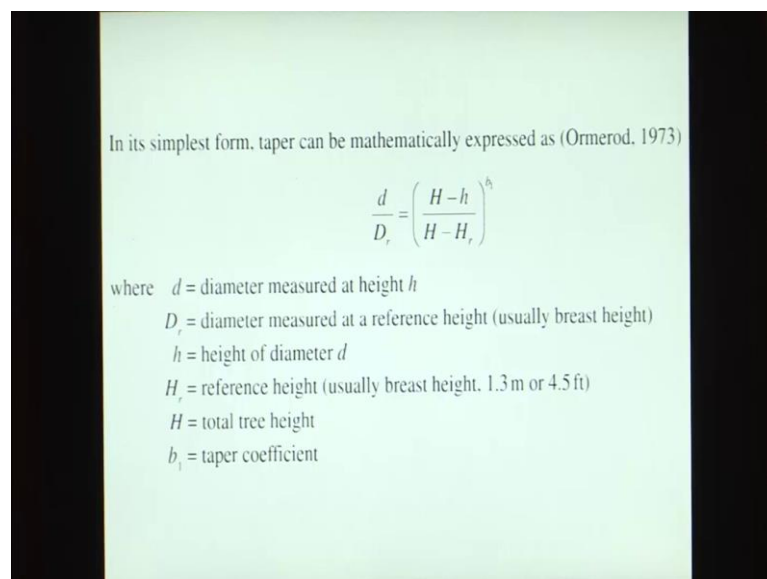 In its simplest form, taper can be mathematically expressed as (Ormerod, 1973)
d/D_r = ((H – h)/(H – H_r))^b_1
where d = diameter measured at height h
D_r = diameter measured at a reference height (usually breast height)
h = height of diameter d
H_r = reference height (usually breast height, 1.3 m or 4.5 ft)
H = total tree height
b_1 = taper coefficient